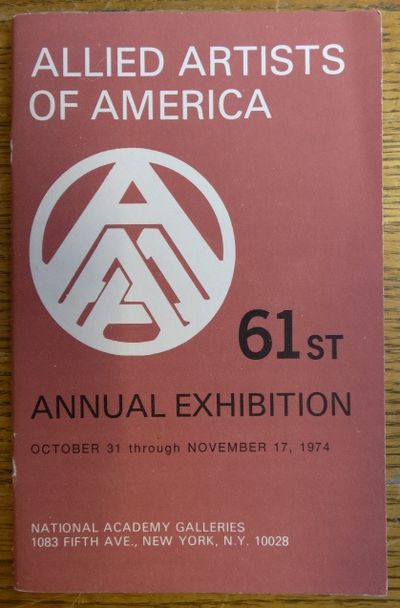 ALLIED ARTISTS
OF AMERICA
61ST
ANNUAL EXHIBITION
OCTOBER 31 through NOVEMBER 17, 1974
NATIONAL ACADEMY GALLERIES
1083 FIFTH AVE., NEW YORK, N.Y. 10028